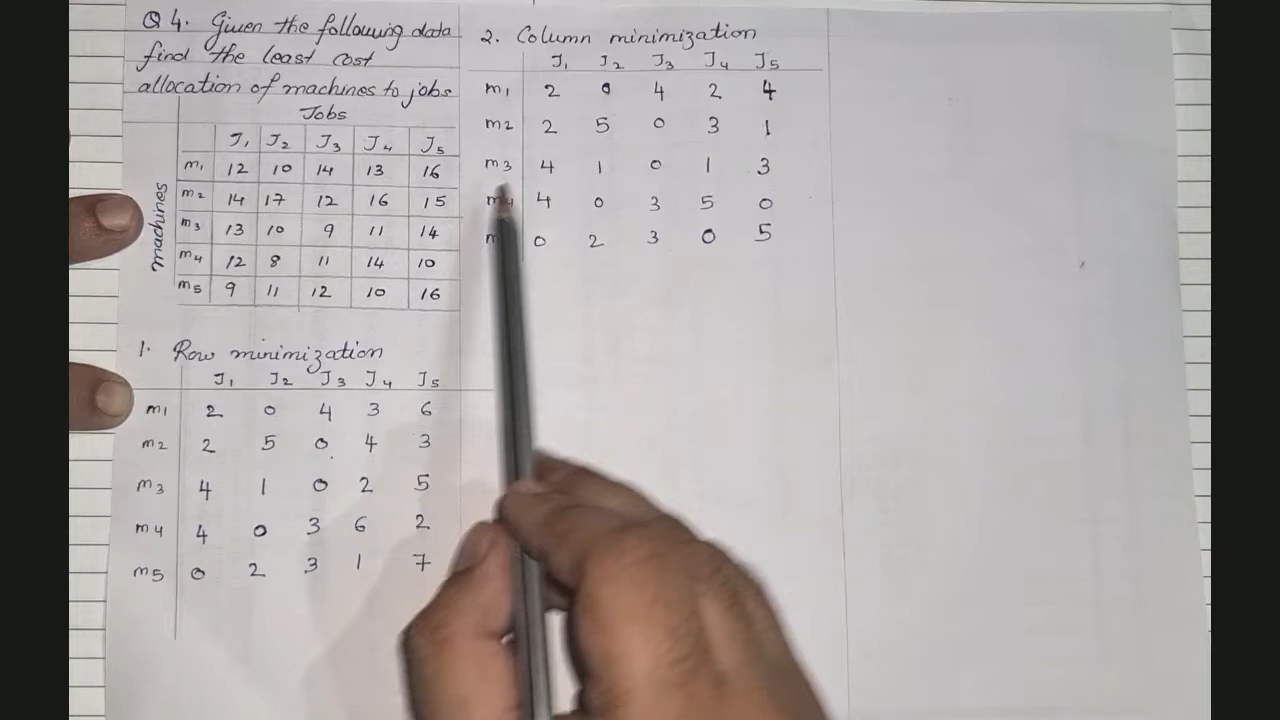 Q 4. Given the following data
find the least cost
allocation of machines to jobs
Jobs
machines
J1 J2 J3 J4 J5
m1 12 10 14 13 16
m2 14 17 12 16 15
m3 13 10 9 11 14
m4 12 8 11 14 10
m5 9 11 12 10 16
1. Row minimization
J1 J2 J3 J4 J5
m1 2 0 4 3 6
m2 2 5 0 4 3
m3 4 1 0 2 5
m4 4 0 3 6 2
m5 0 2 3 1 7
2. Column minimization
J1 J2 J3 J4 J5
m1 2 0 4 2 4
m2 2 5 0 3 1
m3 4 1 0 1 3
m4 4 0 3 5 0
0 2 3 0 5